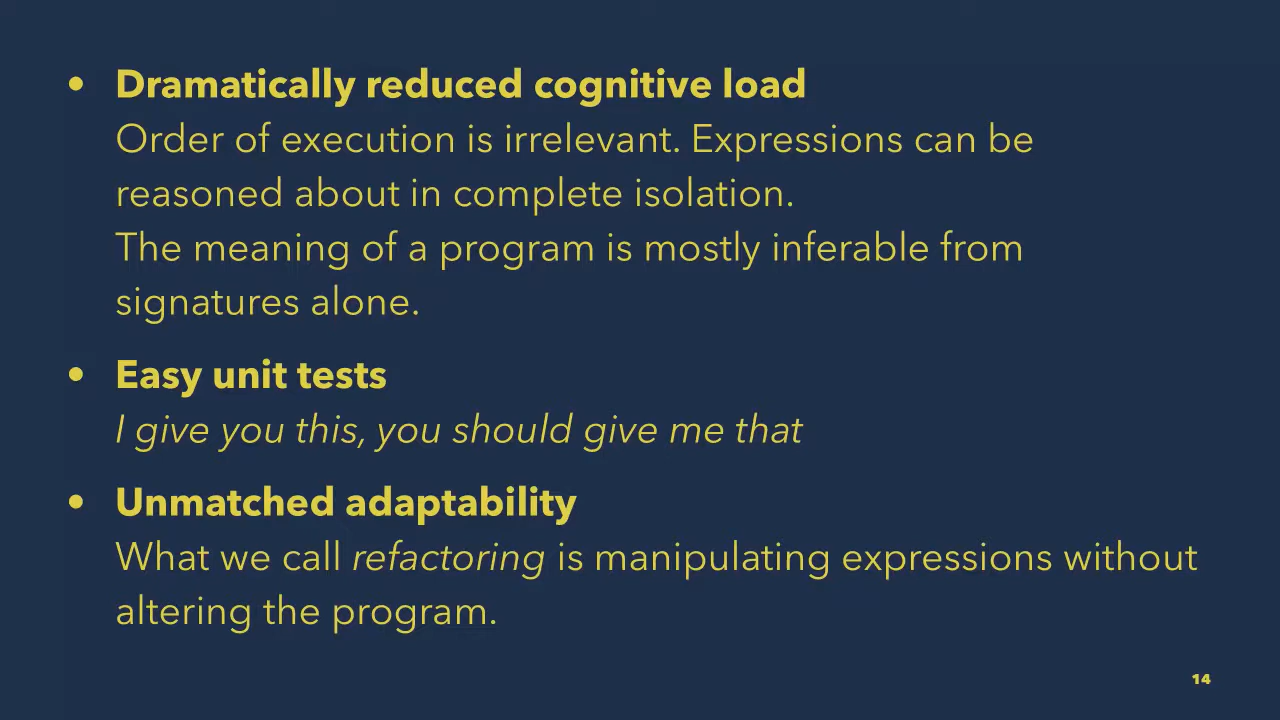 • Dramatically reduced cognitive load
Order of execution is irrelevant. Expressions can be
reasoned about in complete isolation.
The meaning of a program is mostly inferable from
signatures alone.
• Easy unit tests
I give you this, you should give me that
• Unmatched adaptability
What we call refactoring is manipulating expressions without
altering the program.
14